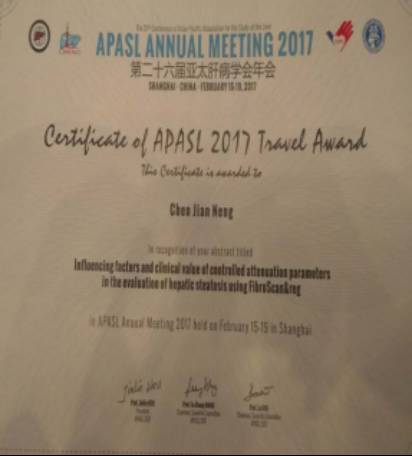 APASL ANNUAL MEETING 2017
第二十六届亚太肝病学会年会
SHANGHAI · CHINA · FEBRUARY 15-19, 2017
Certificate of APASL 2017 Travel Award
This Certificate is awarded to
Chen Jian Neng
In recognition of your abstract titled
Influencing factors and clinical value of controlled attenuation parameters
in the evaluation of hepatic steatosis using FibroScan&reg
in APASL Annual Meeting 2017 held on February 15-19 in Shanghai